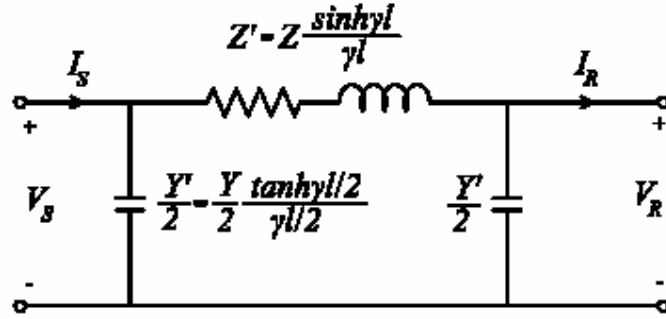 Z' = Z sinhγl / γl
I_S
I_R
+
+
V_S
Y'/2 = Y/2 tanhγl/2 / γl/2
Y'/2
V_R
-
-